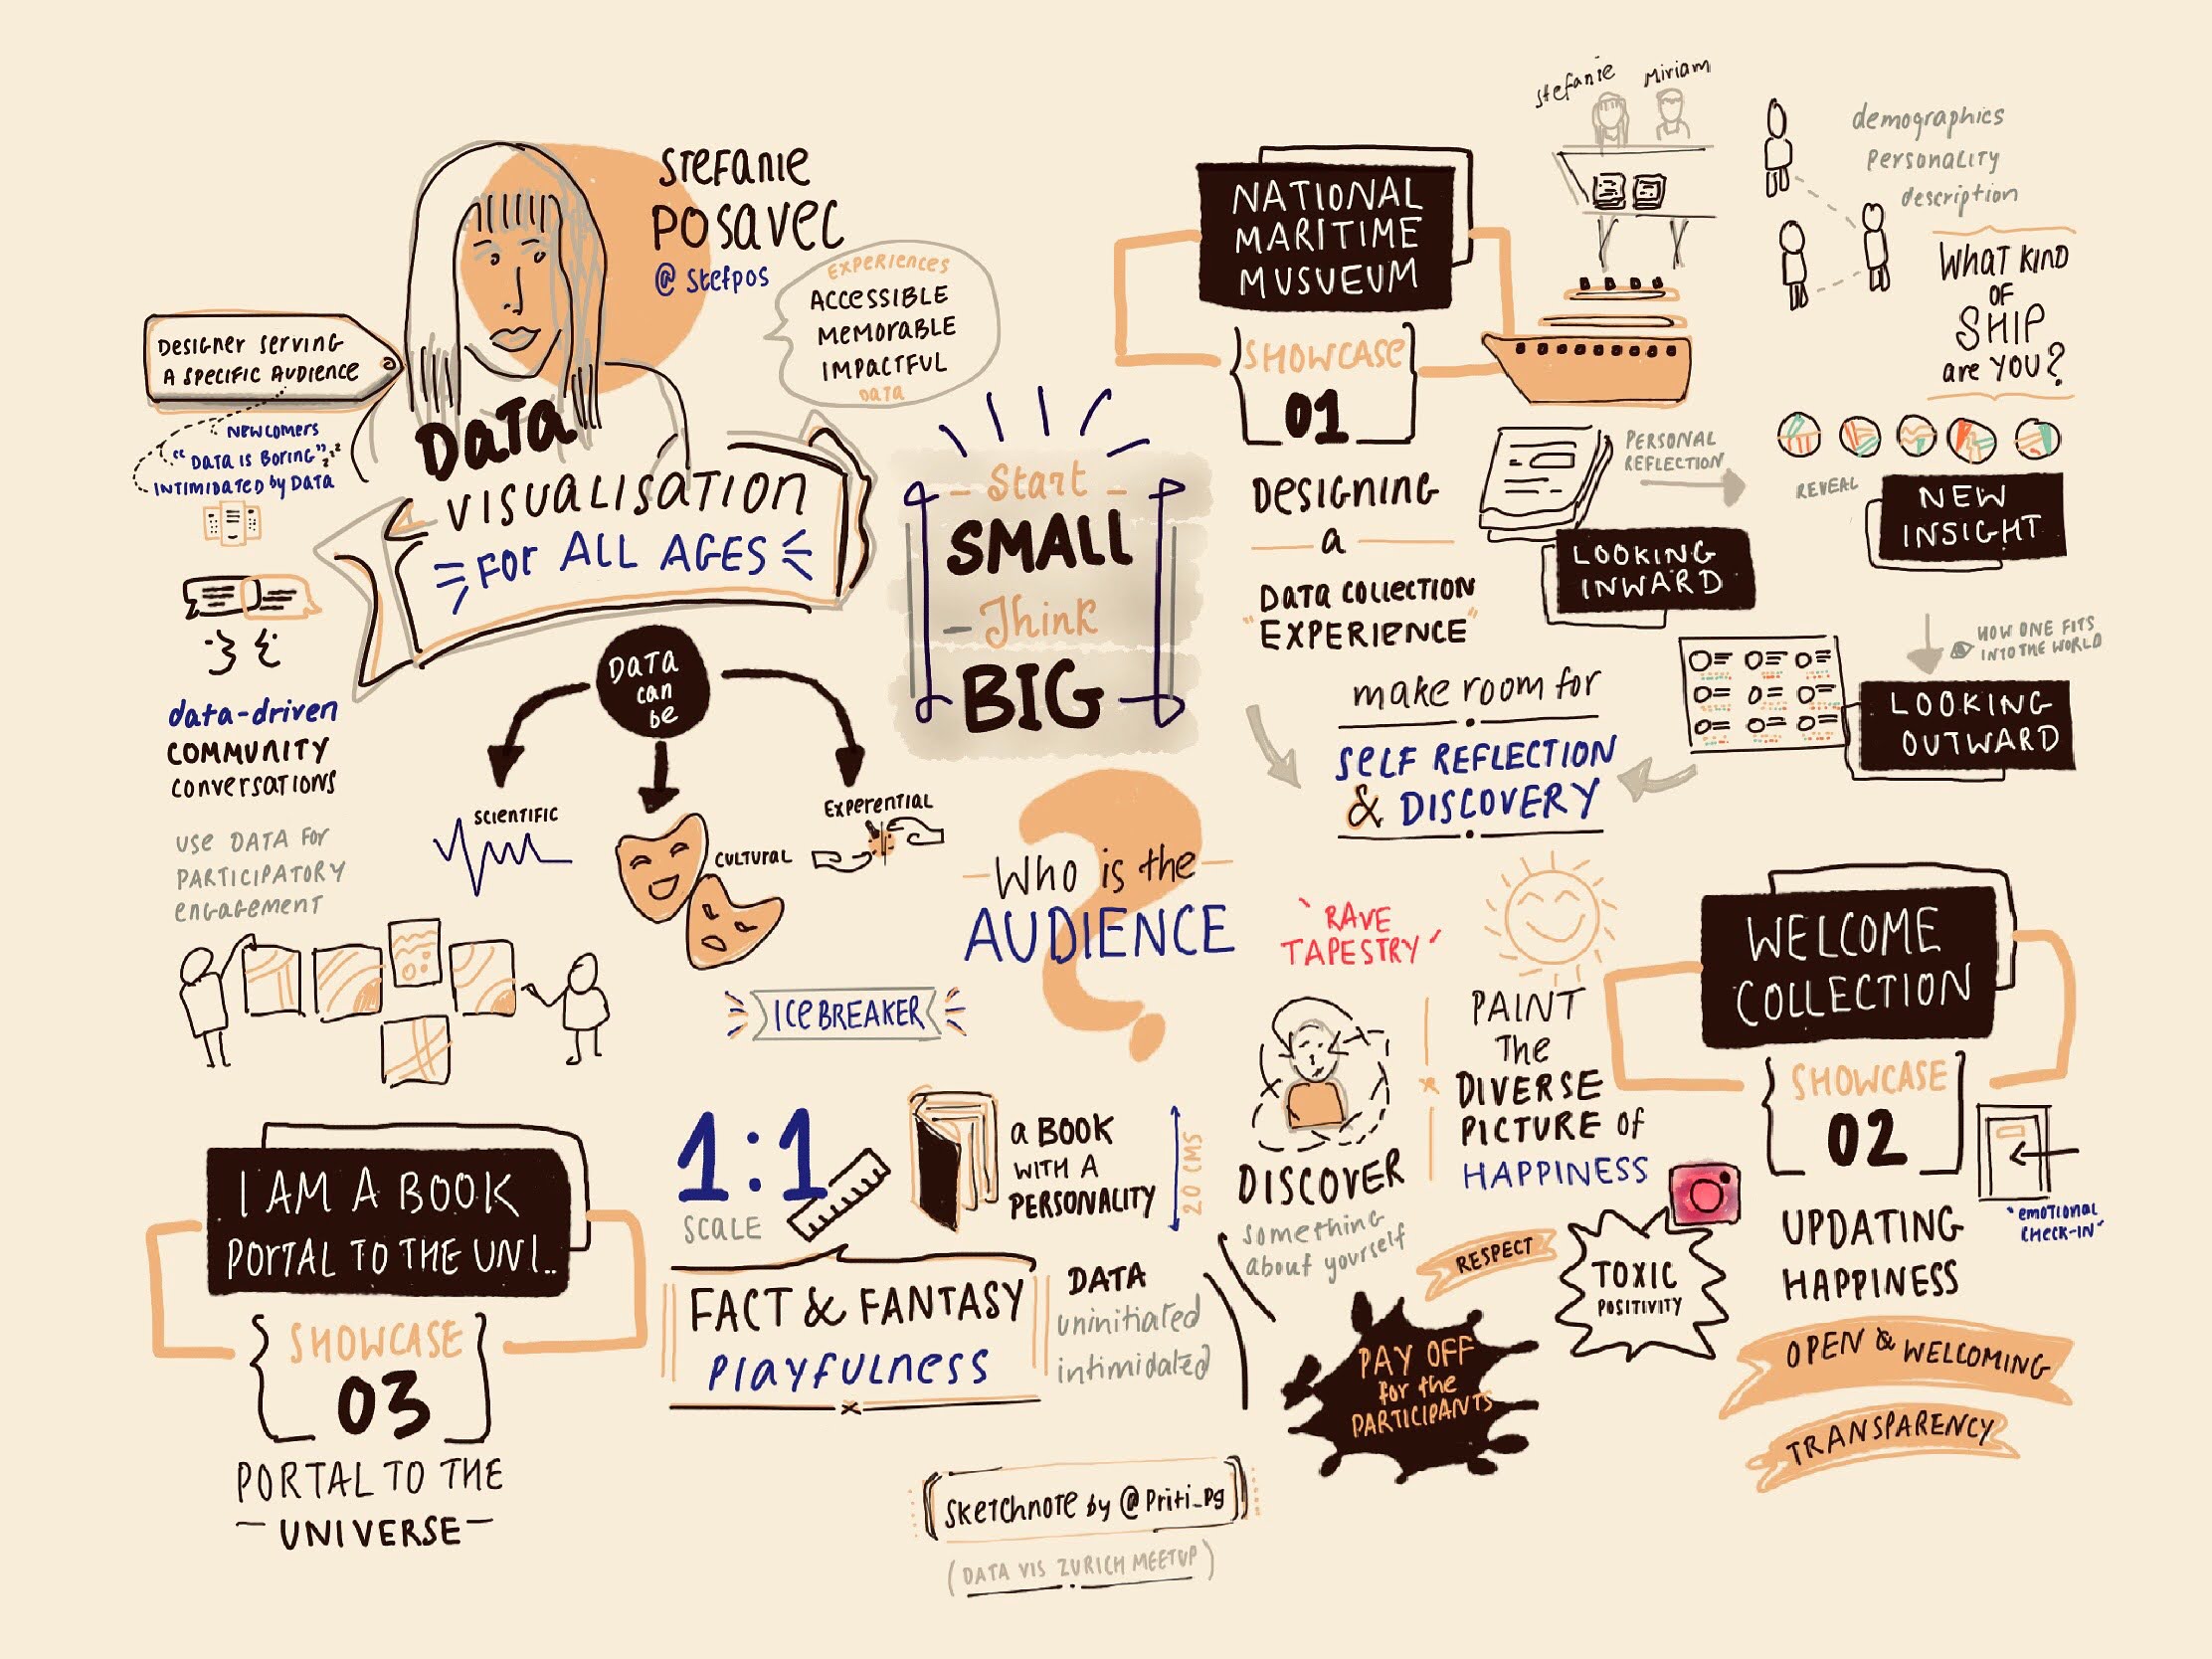 Stefanie
Posavec
@stefpos
EXPERIENCES
ACCESSIBLE
MEMORABLE
IMPACTFUL
DATA
DESIGNER SERVING
A SPECIFIC AUDIENCE
NEWCOMERS
"DATA IS BORING" zzz
INTIMIDATED by DATA
DATA
VISUALISATION
FOR ALL AGES
data-driven
COMMUNITY
CONVERSATIONS
USE DATA FOR
PARTICIPATORY
ENGAGEMENT
DATA
can
be
SCIENTIFIC
CULTURAL
EXPERENTIAL
ICEBREAKER
Start
SMALL
Think
BIG
Who is the
AUDIENCE
?
NATIONAL
MARITIME
MUSVEUM
SHOWCASE
01
Stefanie
Miriam
demographics
PERSONALITY
description
WHAT KIND
OF
SHIP
are YOU?
DESIGNING
a
DATA COLLECTION
"EXPERIENCE"
PERSONAL
REFLECTION
LOOKING
INWARD
REVEAL
NEW
INSIGHT
HOW ONE FITS
INTO THE WORLD
LOOKING
OUTWARD
make room for
SELF REFLECTION
& DISCOVERY
WELCOME
COLLECTION
SHOWCASE
02
"EMOTIONAL
CHECK-IN"
UPDATING
HAPPINESS
OPEN & WELCOMING
TRANSPARENCY
'RAVE
TAPESTRY'
PAINT
The
DIVERSE
PICTURE OF
HAPPINESS
DISCOVER
something
about yourself
RESPECT
TOXIC
POSITIVITY
PAY OFF
for the
PARTICIPANTS
I AM A BOOK
PORTAL TO THE UNI..
SHOWCASE
03
PORTAL TO THE
- UNIVERSE -
1:1
SCALE
a BOOK
WITH A
PERSONALITY
20 CMS
FACT & FANTASY
PLAYFULNESS
DATA
uninitiated
intimidated
Sketchnote by @Priti_Pg
(DATA VIS ZURICH MEETUP)